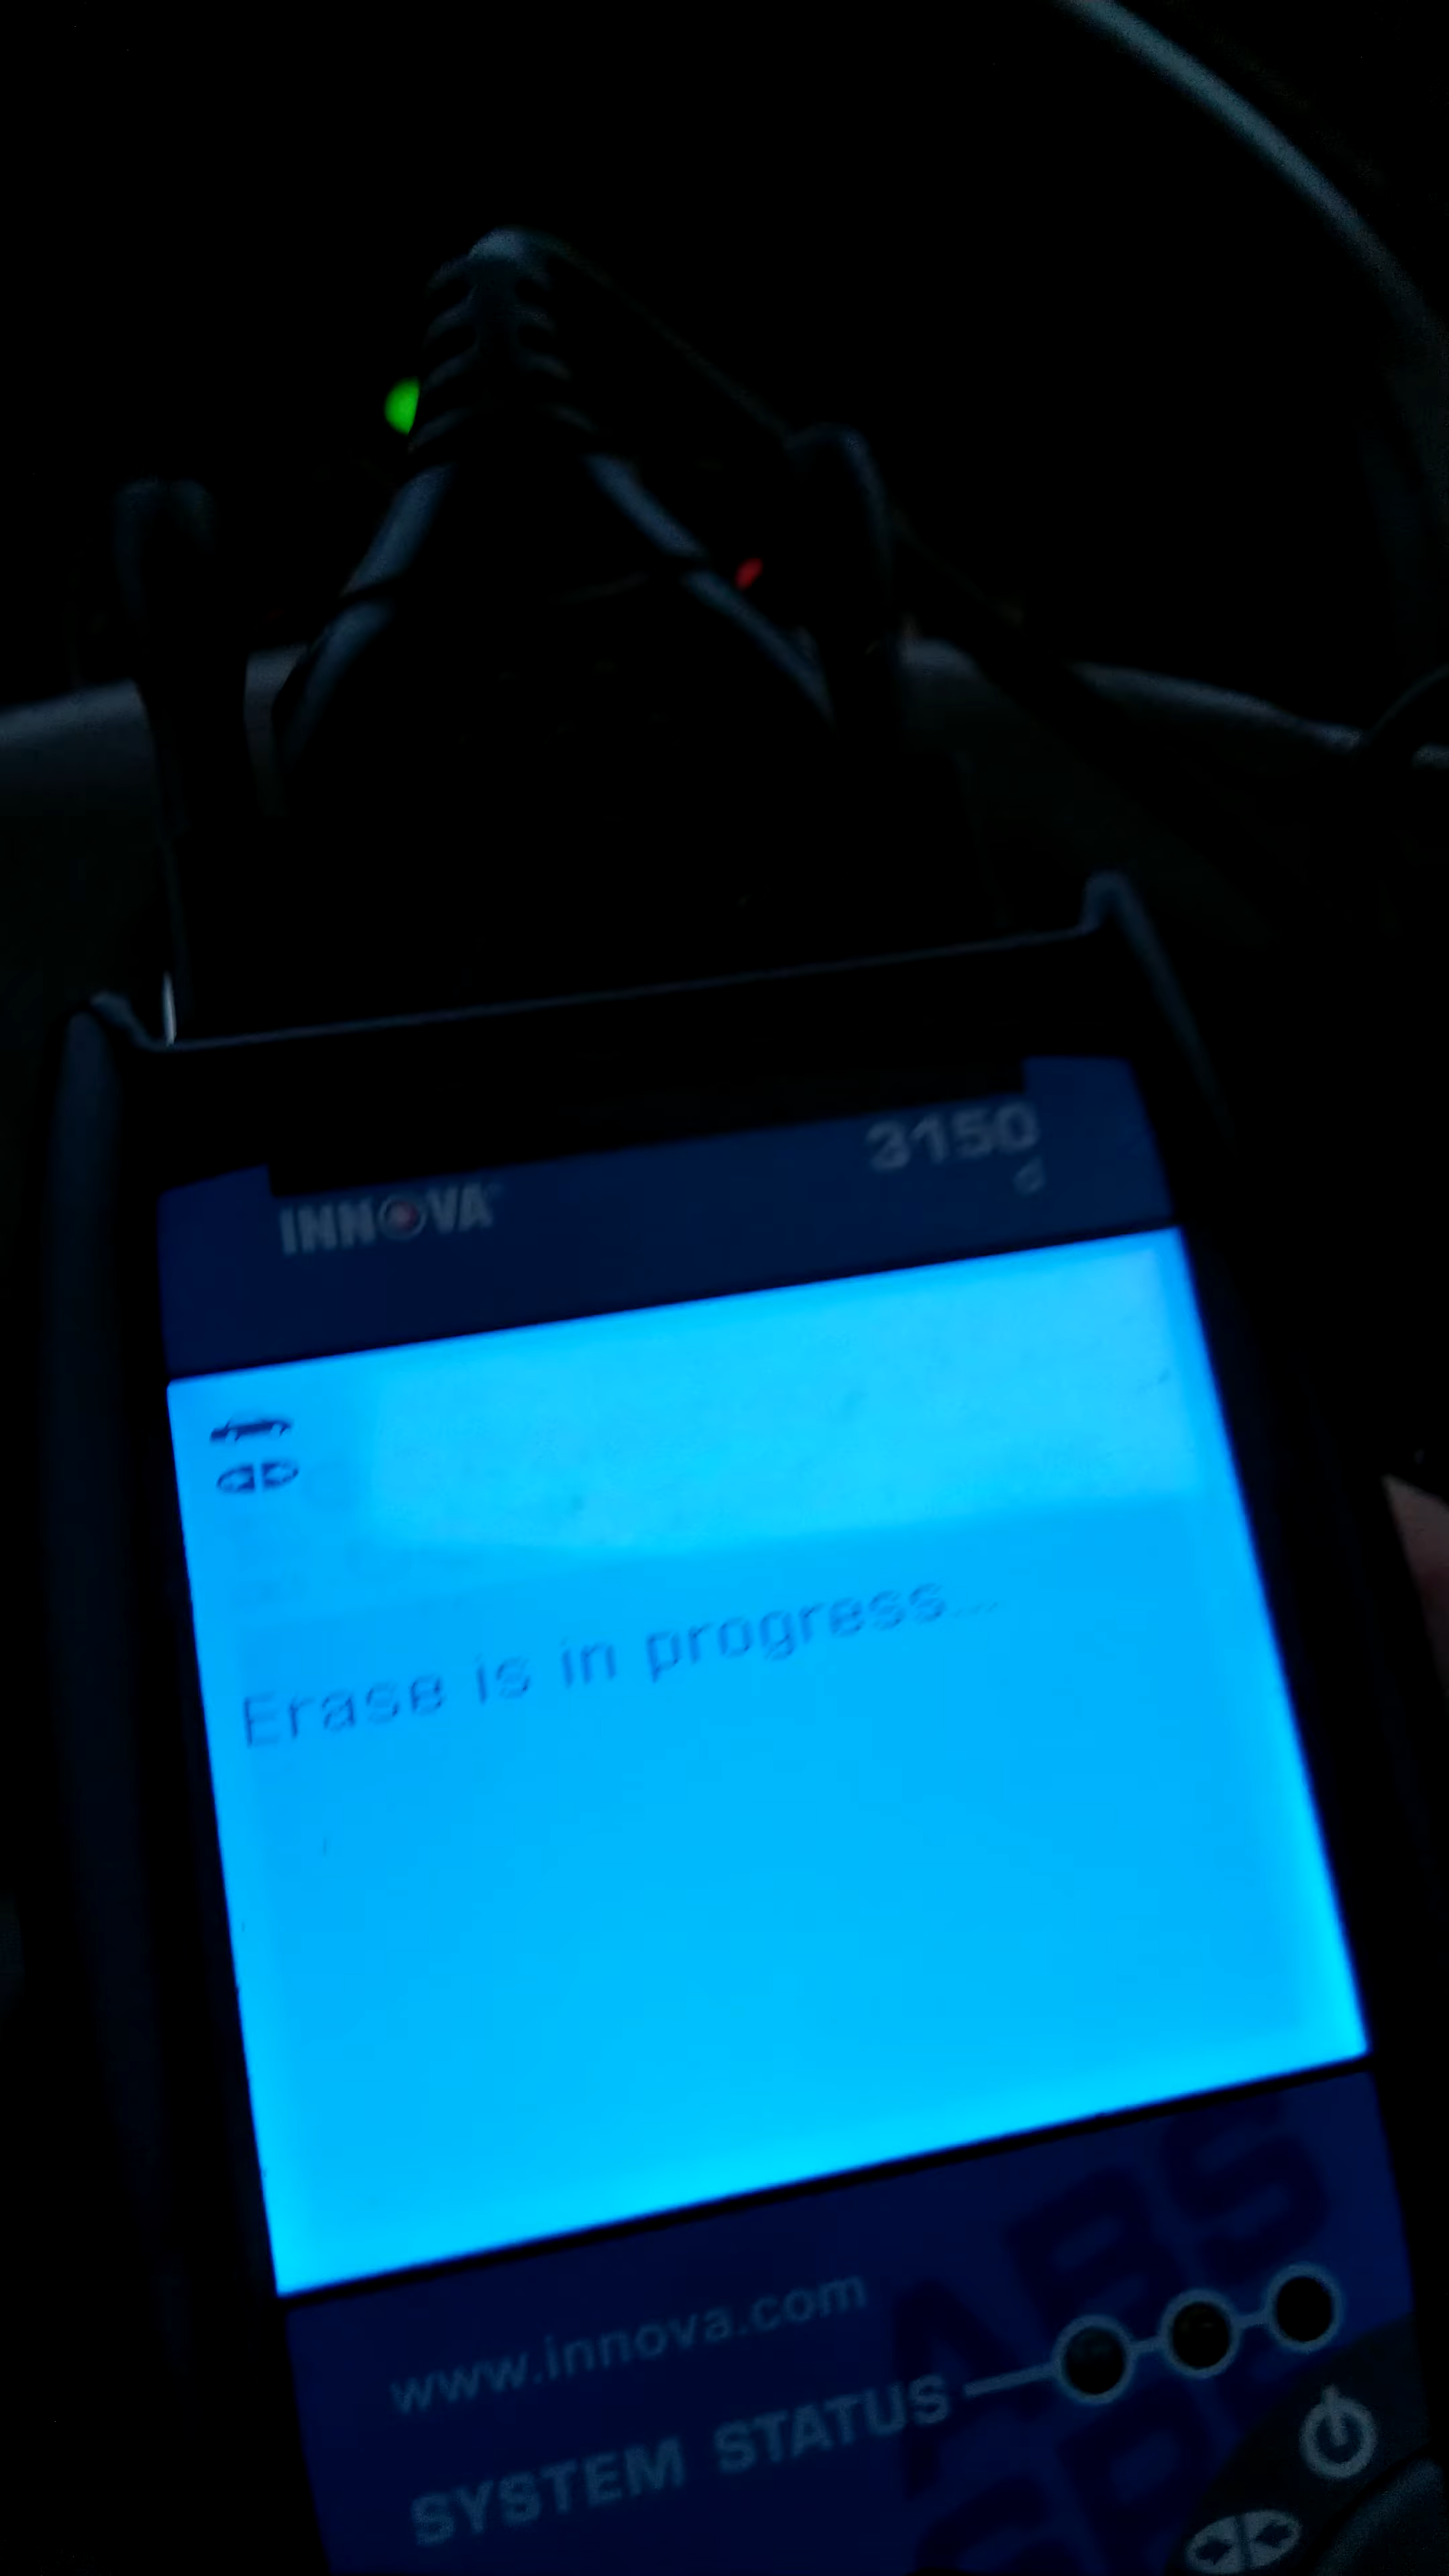 3150
d
INNOVA
Erase is in progress...
www.innova.com
SYSTEM STATUS
ABS